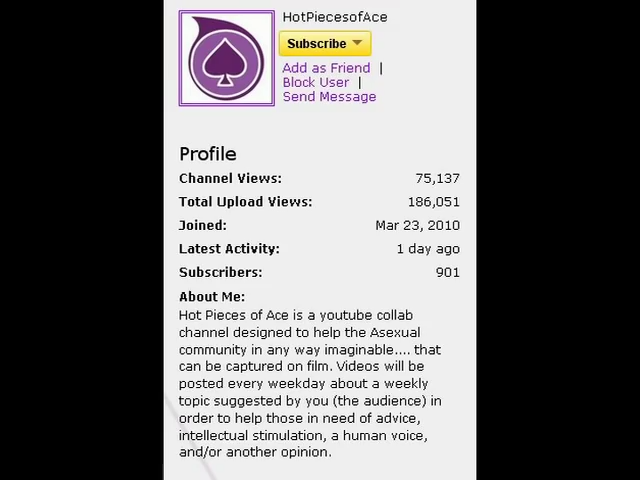 HotPiecesofAce
Subscribe
Add as Friend |
Block User |
Send Message
Profile
Channel Views: 75,137
Total Upload Views: 186,051
Joined: Mar 23, 2010
Latest Activity: 1 day ago
Subscribers: 901
About Me:
Hot Pieces of Ace is a youtube collab
channel designed to help the Asexual
community in any way imaginable.... that
can be captured on film. Videos will be
posted every weekday about a weekly
topic suggested by you (the audience) in
order to help those in need of advice,
intellectual stimulation, a human voice,
and/or another opinion.